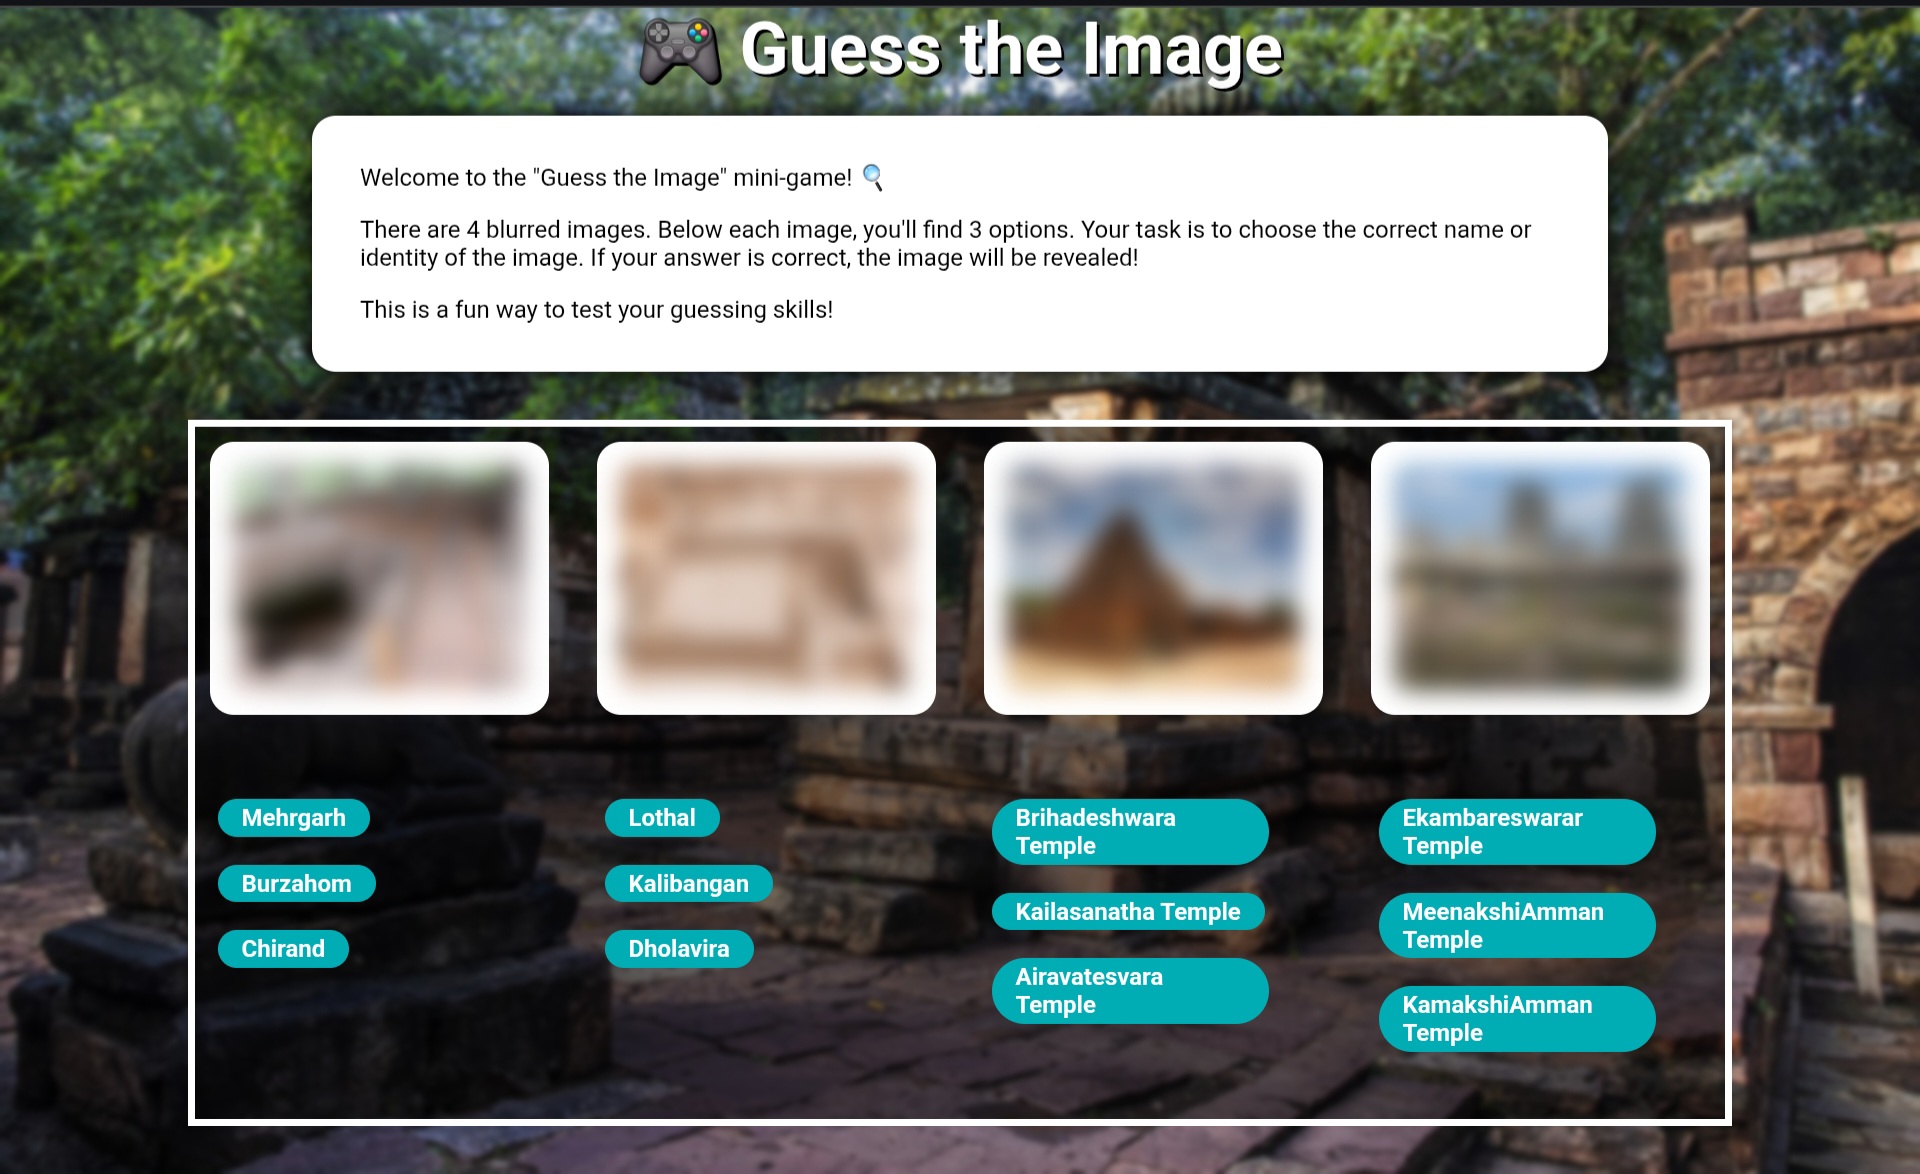 🎮 Guess the Image
Welcome to the "Guess the Image" mini-game! 🔍
There are 4 blurred images. Below each image, you'll find 3 options. Your task is to choose the correct name or
identity of the image. If your answer is correct, the image will be revealed!
This is a fun way to test your guessing skills!
Mehrgarh
Burzahom
Chirand
Lothal
Kalibangan
Dholavira
Brihadeshwara
Temple
Kailasanatha Temple
Airavatesvara
Temple
Ekambareswarar
Temple
MeenakshiAmman
Temple
KamakshiAmman
Temple